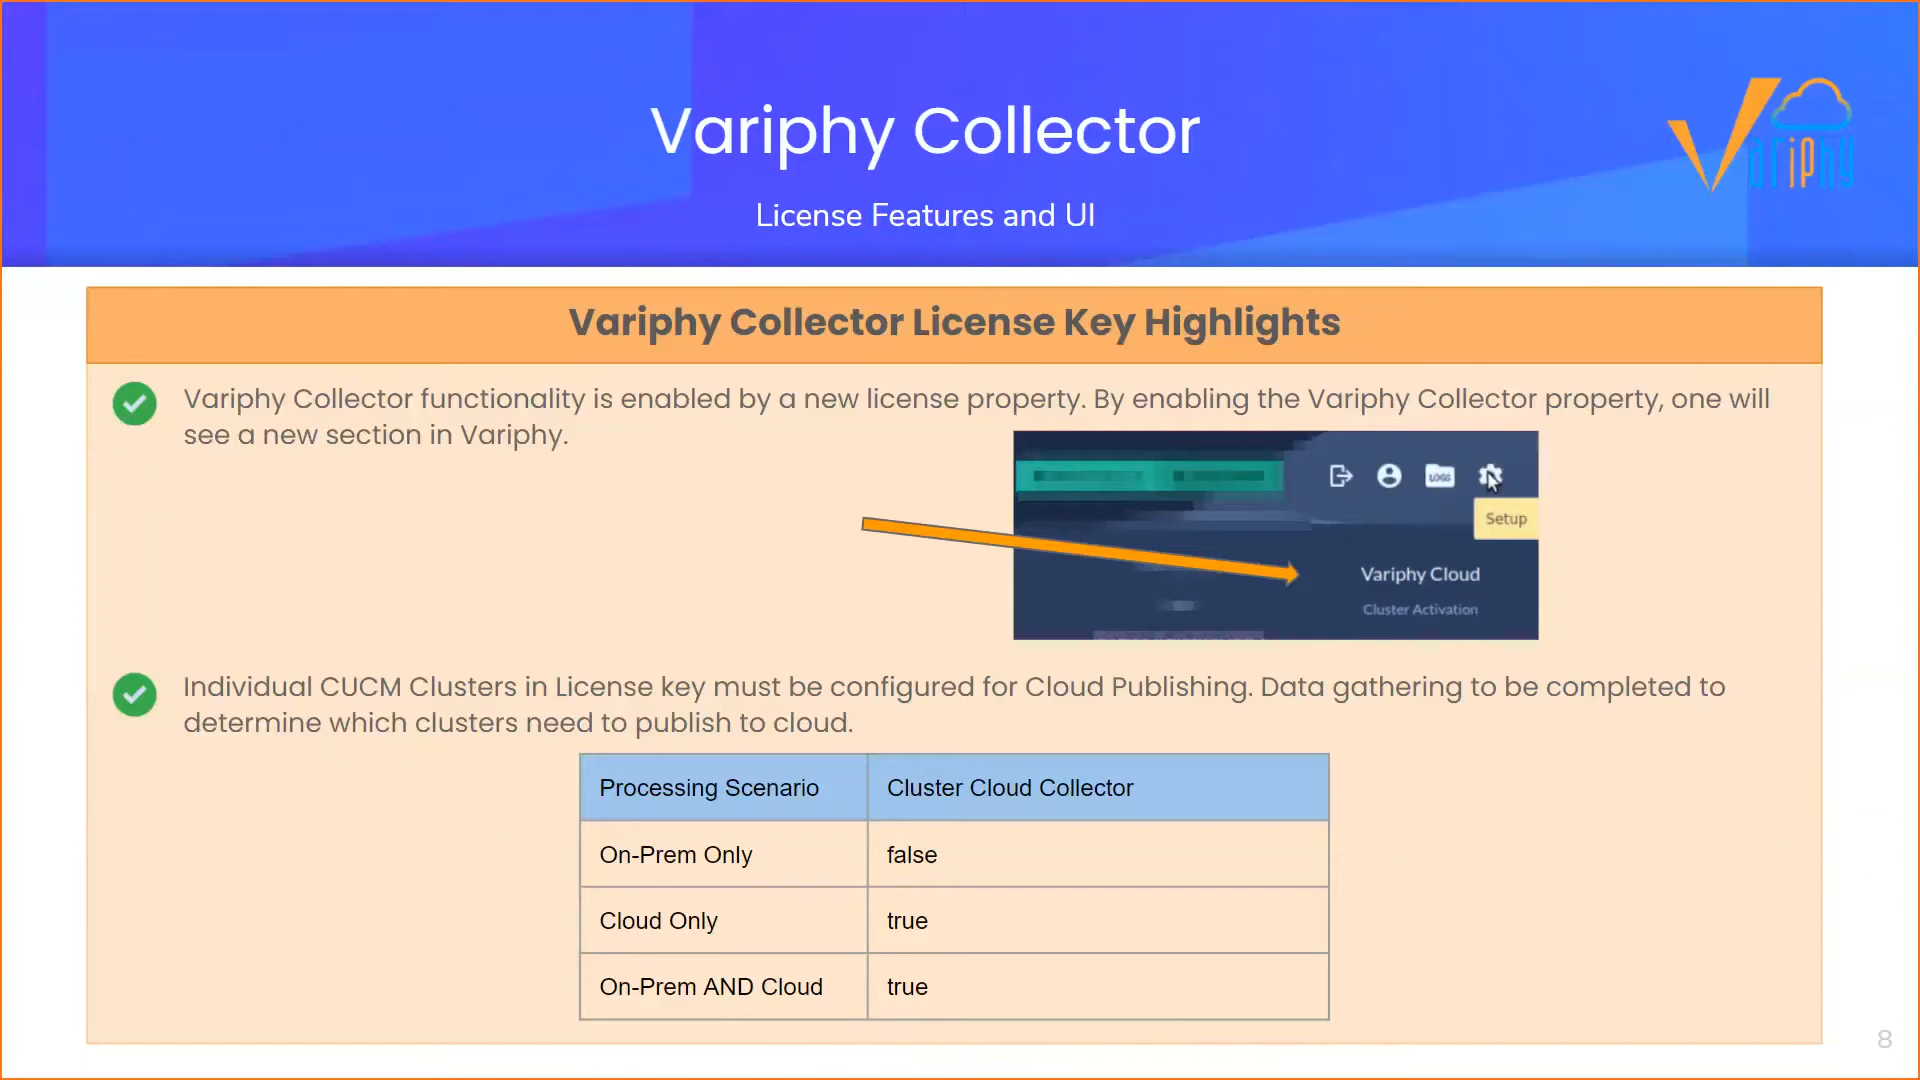 Variphy Collector
License Features and UI
Variphy
Variphy Collector License Key Highlights
Variphy Collector functionality is enabled by a new license property. By enabling the Variphy Collector property, one will
see a new section in Variphy.
LOGS
Setup
Variphy Cloud
Cluster Activation
Individual CUCM Clusters in License key must be configured for Cloud Publishing. Data gathering to be completed to
determine which clusters need to publish to cloud.
Processing Scenario Cluster Cloud Collector
On-Prem Only false
Cloud Only true
On-Prem AND Cloud true
8